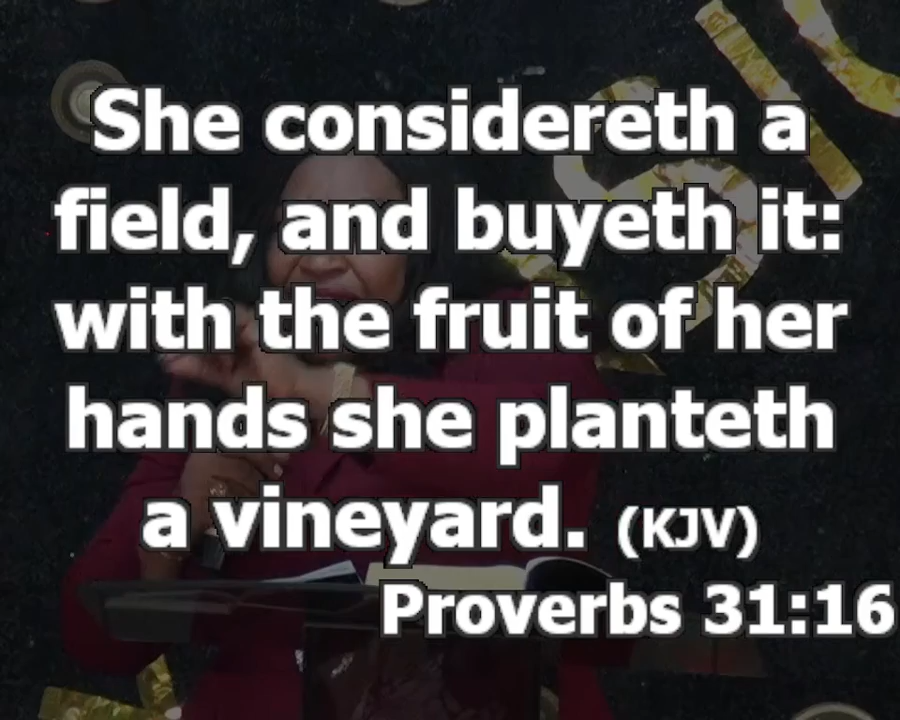 She considereth a
field, and buyeth it:
with the fruit of her
hands she planteth
a vineyard. (KJV)
Proverbs 31:16